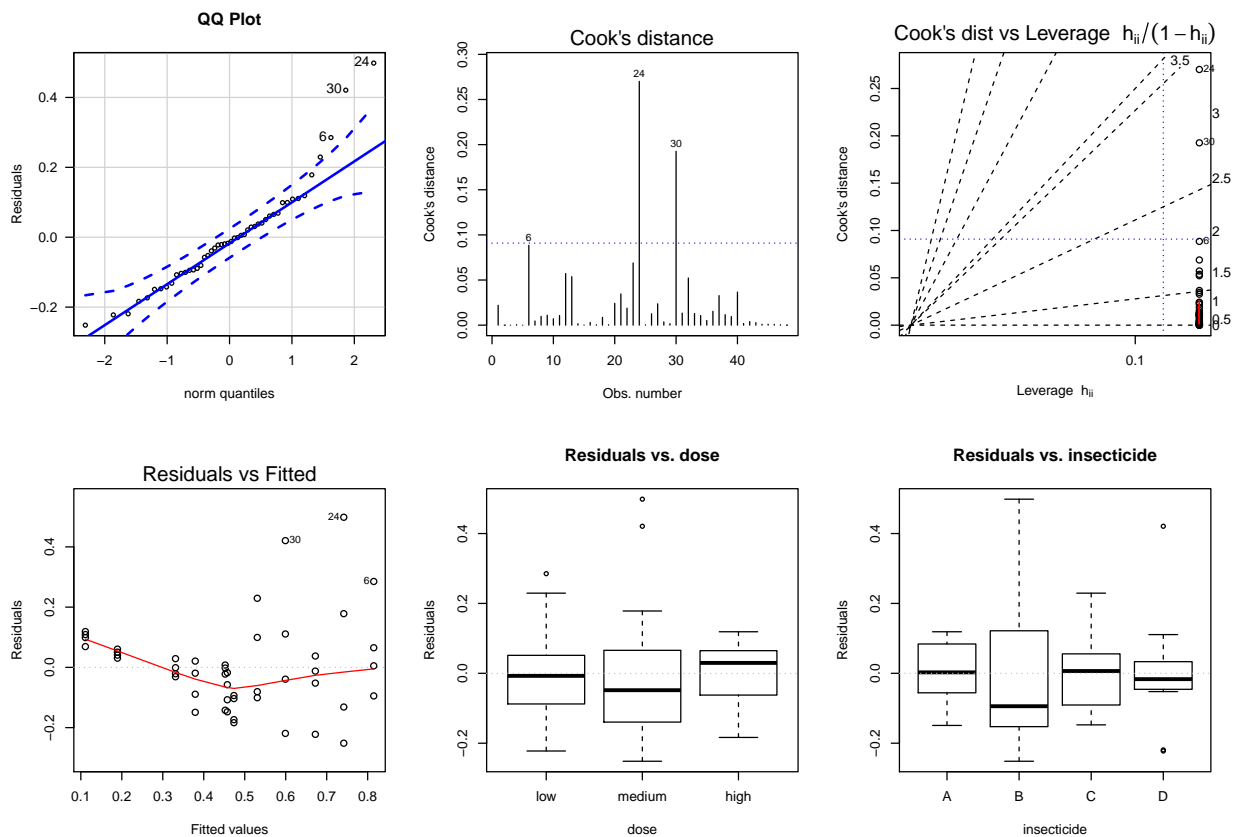 QQ Plot
24
30
6
0.4
0.2
0.0
−0.2
Residuals
−2 −1 0 1 2
norm quantiles
Cook's distance
0.30
0.25
0.20
0.15
0.10
0.05
0.00
Cook's distance
24
30
6
0 10 20 30 40
Obs. number
Cook's dist vs Leverage hii/(1−hii)
0.25
0.20
0.15
0.10
0.05
0.00
Cook's distance
3.5
24
3
30
2.5
2
6
1.5
1
0.5
0
0.1
Leverage hii
Residuals vs Fitted
0.4
0.2
0.0
−0.2
Residuals
24
30
6
0.1 0.2 0.3 0.4 0.5 0.6 0.7 0.8
Fitted values
Residuals vs. dose
0.4
0.2
0.0
−0.2
Residuals
low medium high
dose
Residuals vs. insecticide
0.4
0.2
0.0
−0.2
Residuals
A B C D
insecticide